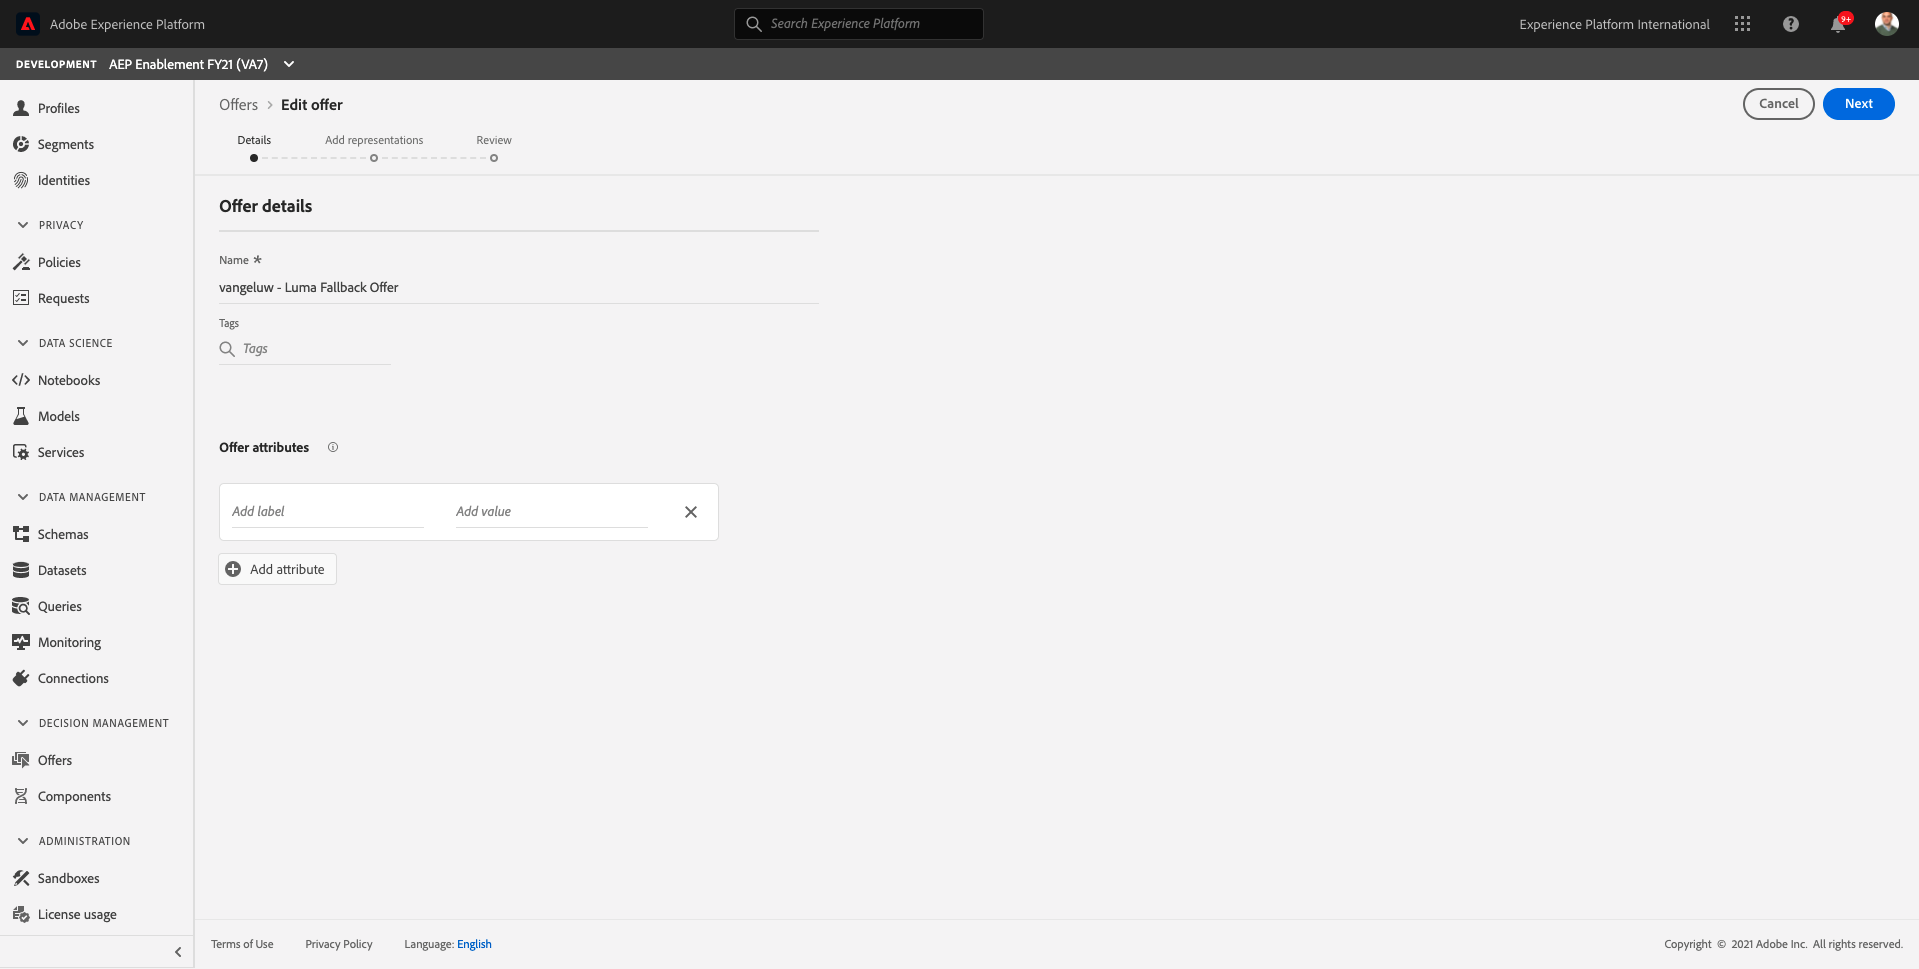 Adobe Experience Platform
Search Experience Platform
Experience Platform International
9+
DEVELOPMENT AEP Enablement FY21 (VA7)
Profiles
Segments
Identities
PRIVACY
Policies
Requests
DATA SCIENCE
Notebooks
Models
Services
DATA MANAGEMENT
Schemas
Datasets
Queries
Monitoring
Connections
DECISION MANAGEMENT
Offers
Components
ADMINISTRATION
Sandboxes
License usage
Offers > Edit offer
Cancel
Next
Details
Add representations
Review
Offer details
Name *
vangeluw - Luma Fallback Offer
Tags
Tags
Offer attributes
Add label
Add value
Add attribute
Terms of Use
Privacy Policy
Language: English
Copyright © 2021 Adobe Inc. All rights reserved.